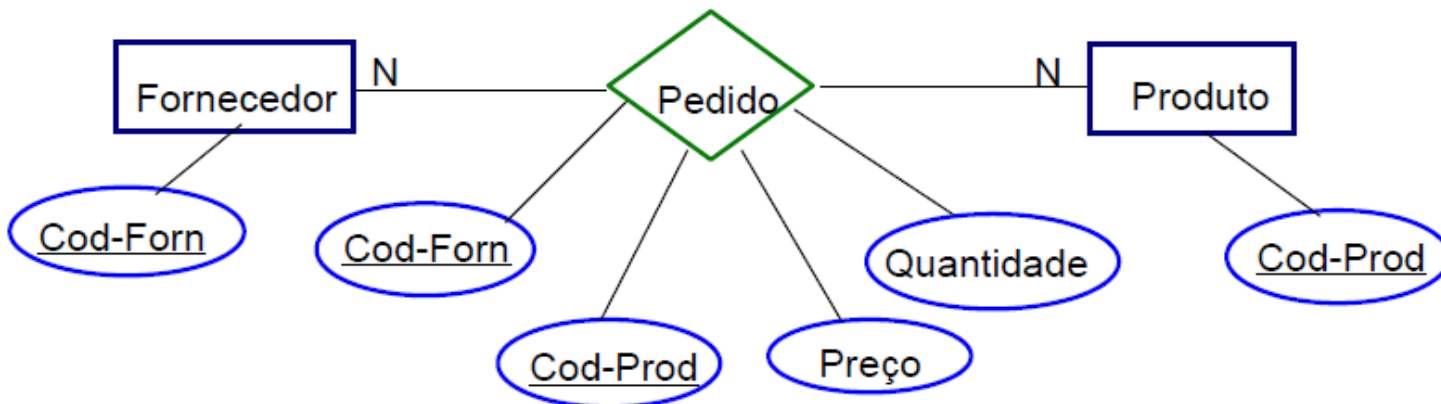 Fornecedor
N
Pedido
N
Produto
Cod-Forn
Cod-Forn
Cod-Prod
Preço
Quantidade
Cod-Prod